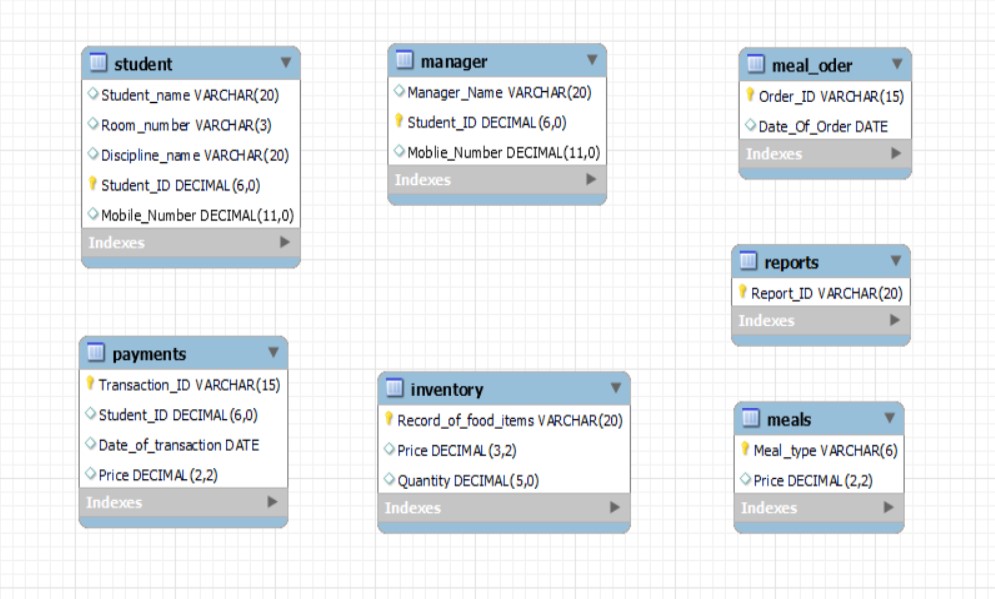 student
Student_name VARCHAR(20)
Room_number VARCHAR(3)
Discipline_name VARCHAR(20)
Student_ID DECIMAL(6,0)
Mobile_Number DECIMAL(11,0)
Indexes
manager
Manager_Name VARCHAR(20)
Student_ID DECIMAL(6,0)
Moblie_Number DECIMAL(11,0)
Indexes
meal_oder
Order_ID VARCHAR(15)
Date_Of_Order DATE
Indexes
reports
Report_ID VARCHAR(20)
Indexes
payments
Transaction_ID VARCHAR(15)
Student_ID DECIMAL(6,0)
Date_of_transaction DATE
Price DECIMAL(2,2)
Indexes
inventory
Record_of_food_items VARCHAR(20)
Price DECIMAL(3,2)
Quantity DECIMAL(5,0)
Indexes
meals
Meal_type VARCHAR(6)
Price DECIMAL(2,2)
Indexes